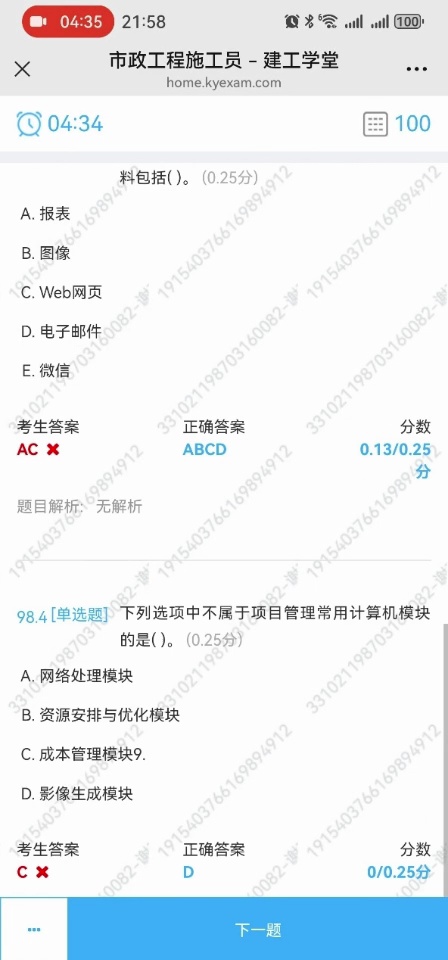 04:35 21:58 100
市政工程施工员 - 建工学堂
home.kyexam.com
04:34 100
料包括( )。 (0.25分)
A. 报表
B. 图像
C. Web网页
D. 电子邮件
E. 微信
考生答案 正确答案 分数
AC ABCD 0.13/0.25
分
题目解析: 无解析
98.4 [单选题] 下列选项中不属于项目管理常用计算机模块
的是( )。 (0.25分)
A. 网络处理模块
B. 资源安排与优化模块
C. 成本管理模块9.
D. 影像生成模块
考生答案 正确答案 分数
C D 0/0.25分
下一题